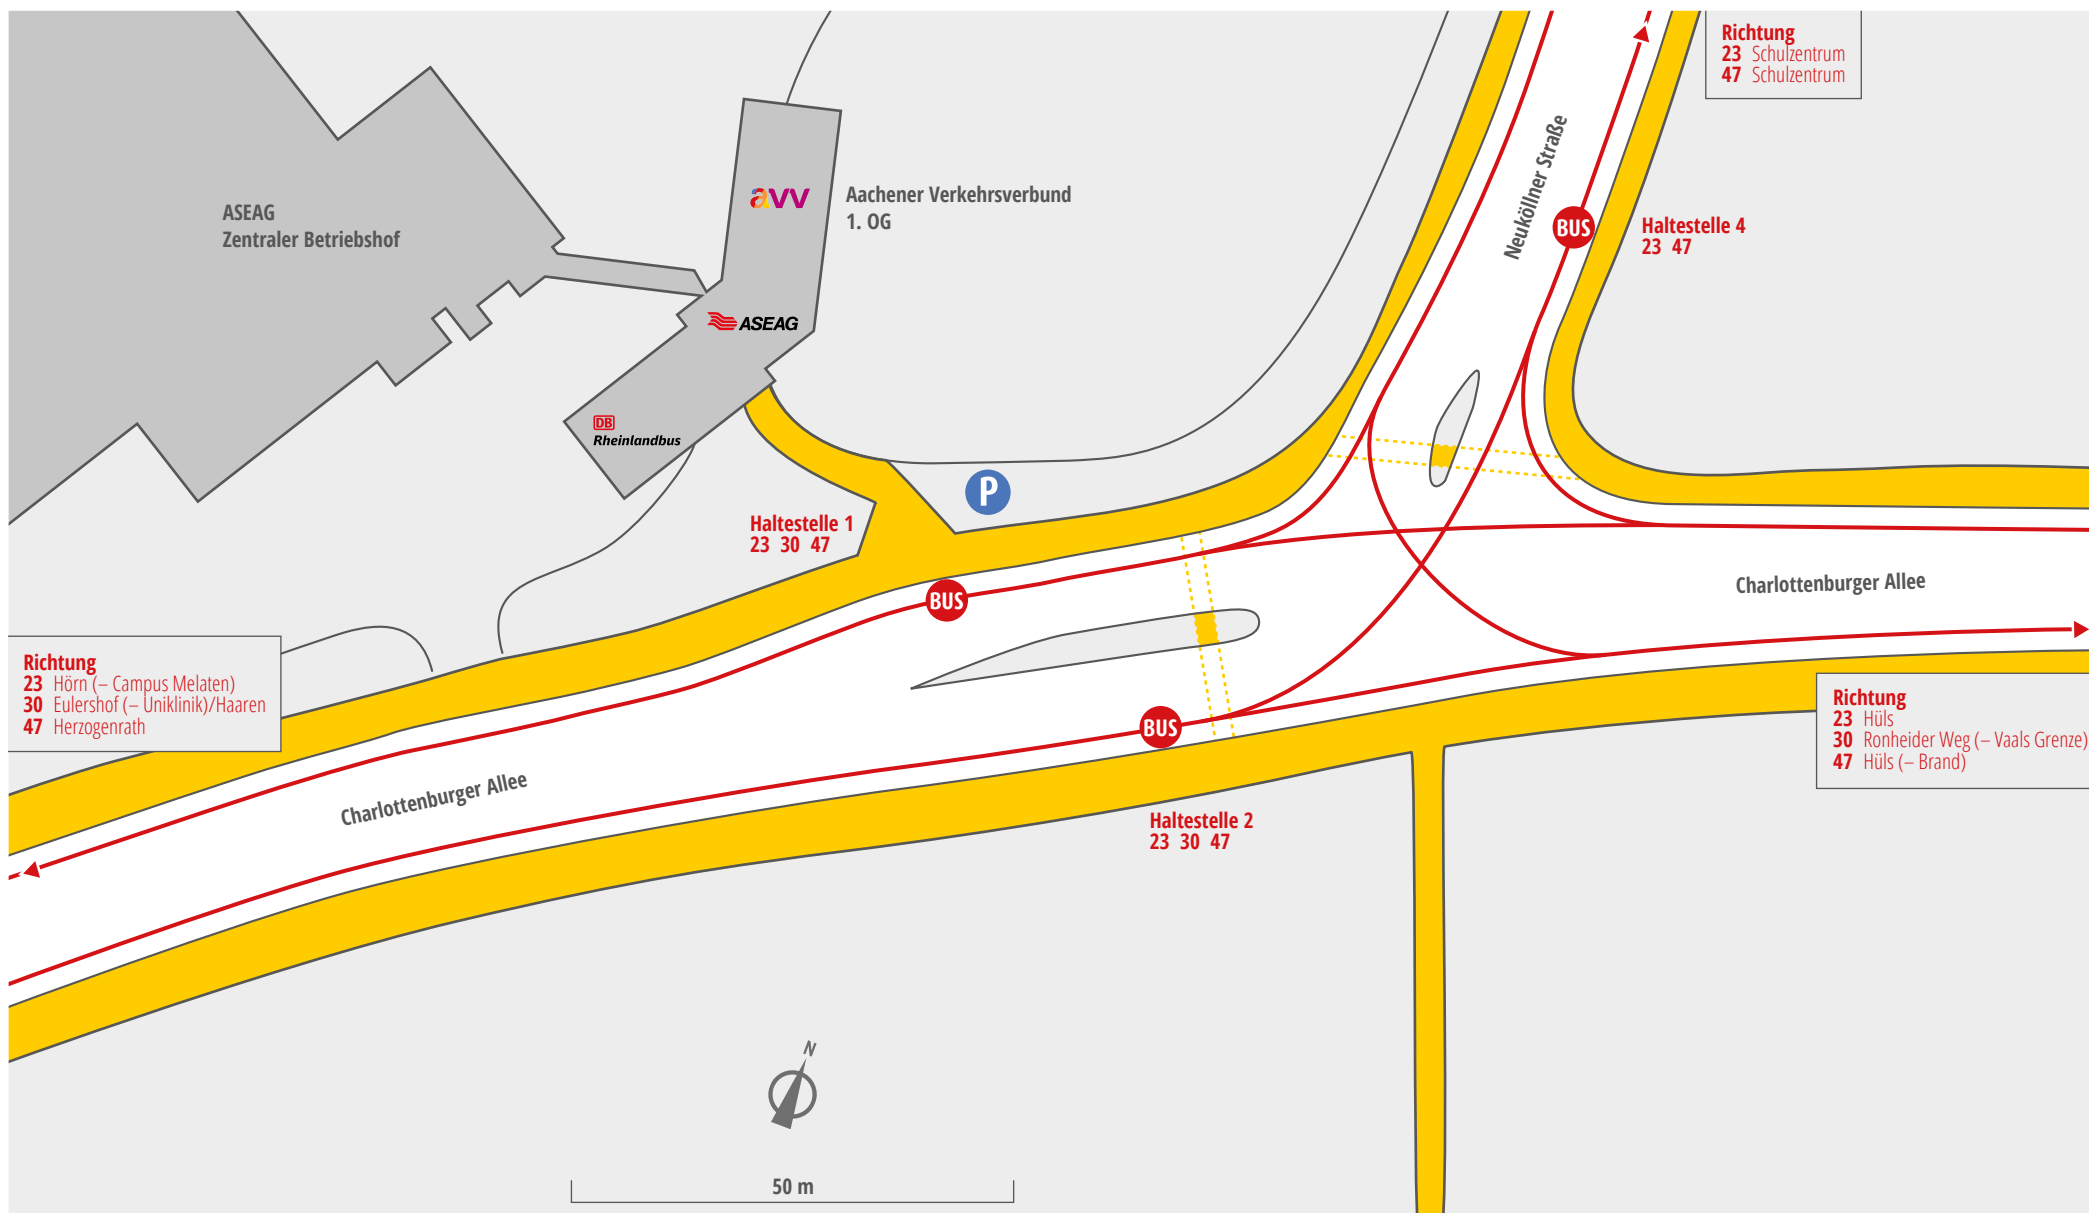 Richtung
23 Schulzentrum
47 Schulzentrum
Neuköllner Straße
BUS
Haltestelle 4
23 47
ASEAG
Zentraler Betriebshof
avv
Aachener Verkehrsverbund
1. OG
ASEAG
DB
Rheinlandbus
P
Haltestelle 1
23 30 47
BUS
Charlottenburger Allee
Richtung
23 Hörn (– Campus Melaten)
30 Eulershof (– Uniklinik)/Haaren
47 Herzogenrath
BUS
Richtung
23 Hüls
30 Ronheider Weg (– Vaals Grenze)
47 Hüls (– Brand)
Charlottenburger Allee
Haltestelle 2
23 30 47
N
50 m